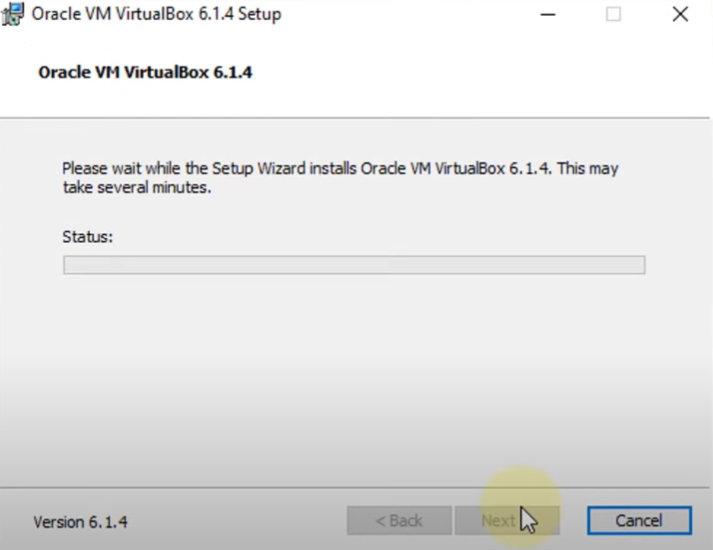 Oracle VM VirtualBox 6.1.4 Setup
Oracle VM VirtualBox 6.1.4
Please wait while the Setup Wizard installs Oracle VM VirtualBox 6.1.4. This may
take several minutes.
Status:
Version 6.1.4
< Back
Next
Cancel